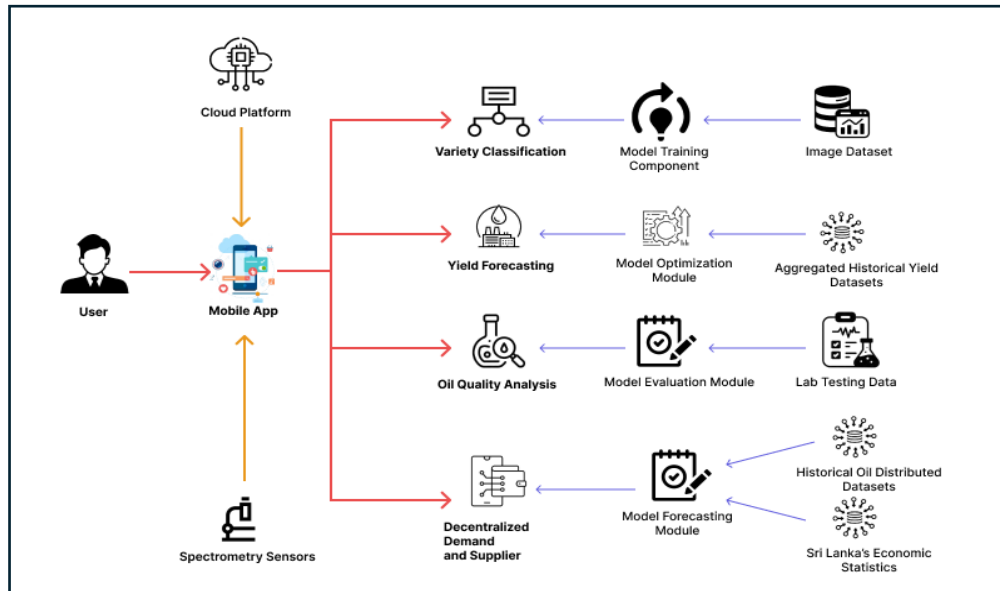 Cloud Platform
Variety Classification
Model Training
Component
Image Dataset
User
Mobile App
Yield Forecasting
Model Optimization
Module
Aggregated Historical Yield
Datasets
Oil Quality Analysis
Model Evaluation Module
Lab Testing Data
Spectrometry Sensors
Decentralized
Demand
and Supplier
Model Forecasting
Module
Historical Oil Distributed
Datasets
Sri Lanka's Economic
Statistics